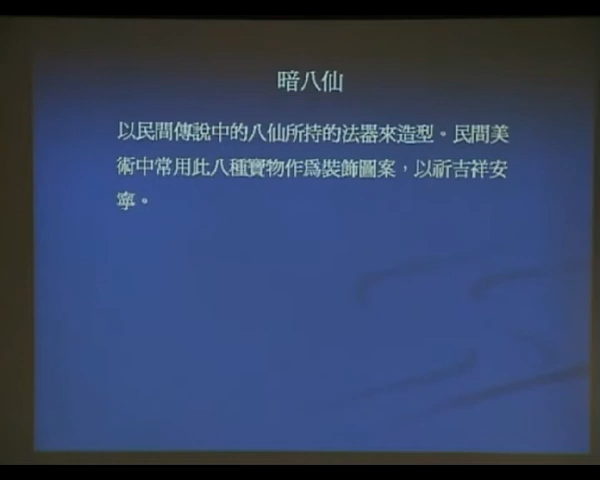 暗八仙
以民間傳說中的八仙所持的法器來造型。民間美
術中常用此八種寶物作為裝飾圖案，以祈吉祥安
寧。